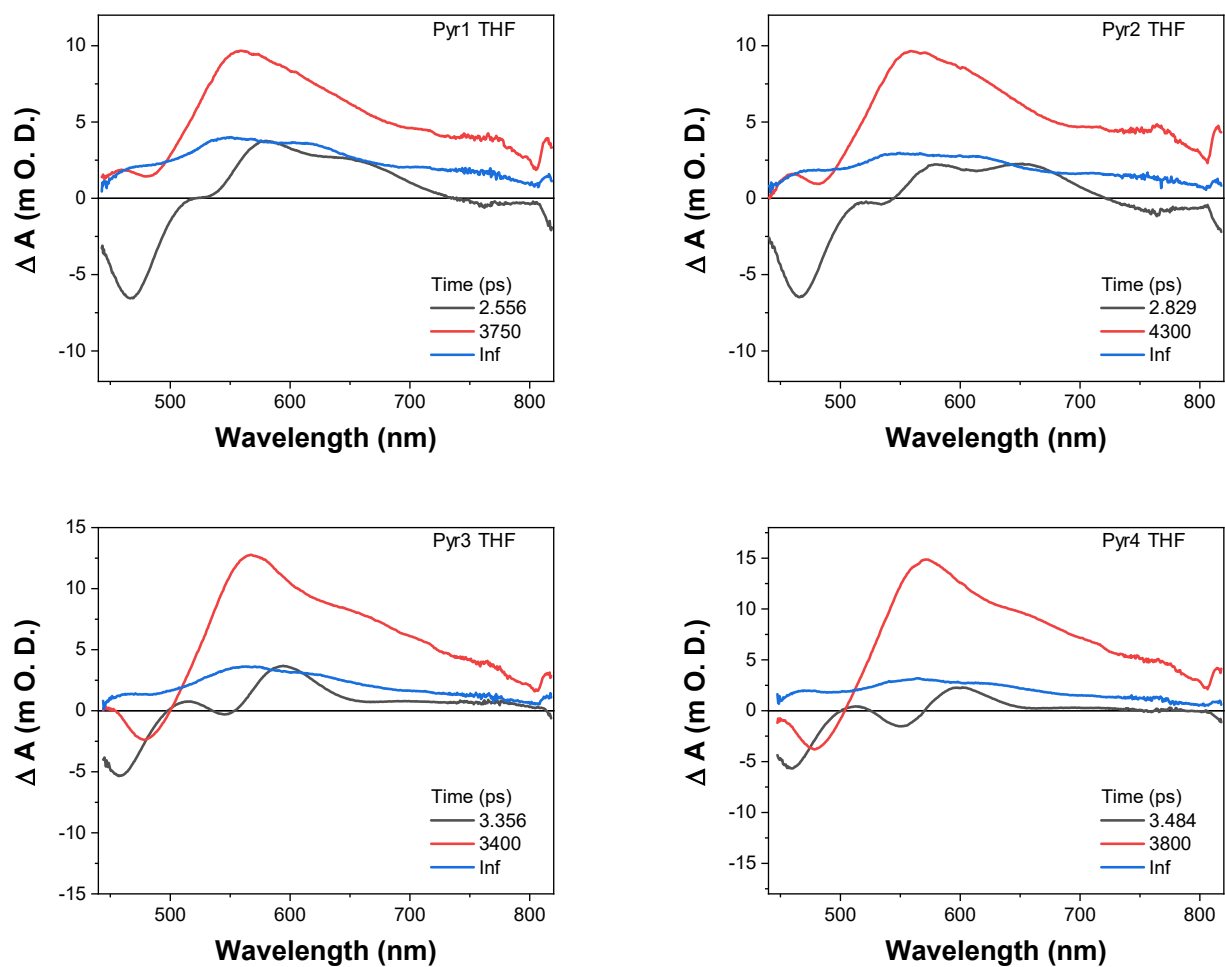 Pyr1 THF
10
5
0
-5
-10
Δ A (m O. D.)
Time (ps)
2.556
3750
Inf
500 600 700 800
Wavelength (nm)
Pyr2 THF
10
5
0
-5
-10
Δ A (m O. D.)
Time (ps)
2.829
4300
Inf
500 600 700 800
Wavelength (nm)
Pyr3 THF
15
10
5
0
-5
-10
-15
Δ A (m O. D.)
Time (ps)
3.356
3400
Inf
500 600 700 800
Wavelength (nm)
Pyr4 THF
15
10
5
0
-5
-10
-15
Δ A (m O. D.)
Time (ps)
3.484
3800
Inf
500 600 700 800
Wavelength (nm)